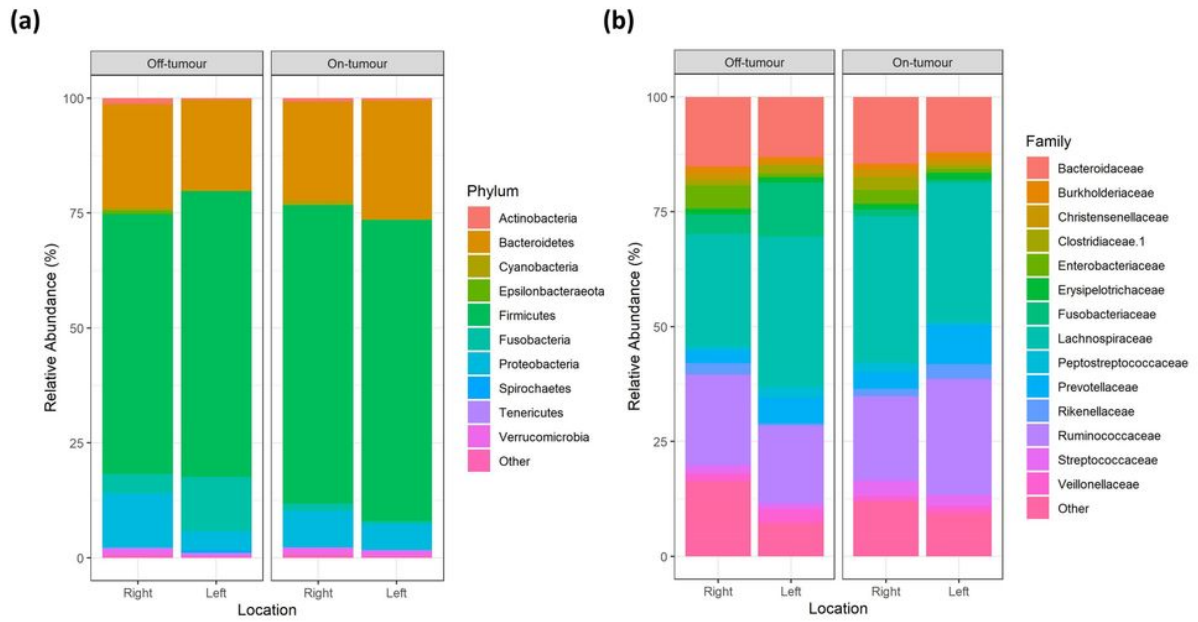 (a)
Off-tumour
On-tumour
100
75
50
25
0
Relative Abundance (%)
Right
Left
Right
Left
Location
Phylum
Actinobacteria
Bacteroidetes
Cyanobacteria
Epsilonbacteraeota
Firmicutes
Fusobacteria
Proteobacteria
Spirochaetes
Tenericutes
Verrucomicrobia
Other
(b)
Off-tumour
On-tumour
100
75
50
25
0
Relative Abundance (%)
Right
Left
Right
Left
Location
Family
Bacteroidaceae
Burkholderiaceae
Christensenellaceae
Clostridiaceae.1
Enterobacteriaceae
Erysipelotrichaceae
Fusobacteriaceae
Lachnospiraceae
Peptostreptococcaceae
Prevotellaceae
Rikenellaceae
Ruminococcaceae
Streptococcaceae
Veillonellaceae
Other